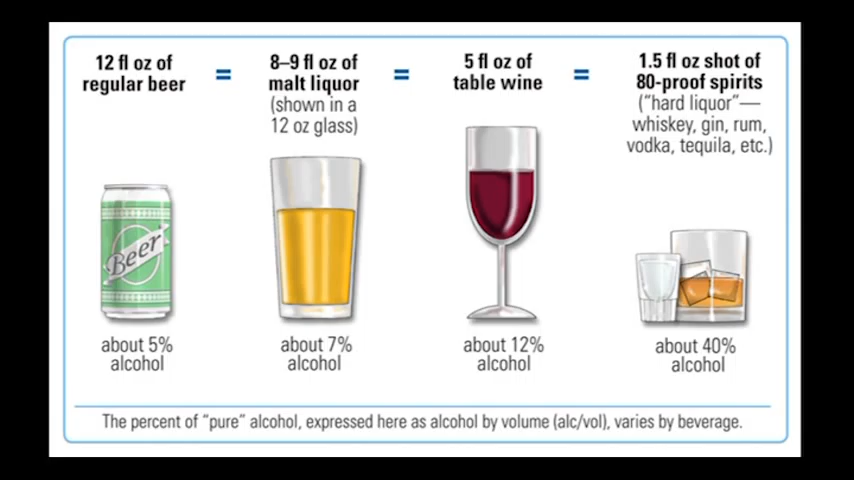 12 fl oz of
regular beer
=
8–9 fl oz of
malt liquor
(shown in a
12 oz glass)
=
5 fl oz of
table wine
=
1.5 fl oz shot of
80-proof spirits
("hard liquor"—
whiskey, gin, rum,
vodka, tequila, etc.)
Beer
about 5%
alcohol
about 7%
alcohol
about 12%
alcohol
about 40%
alcohol
The percent of "pure" alcohol, expressed here as alcohol by volume (alc/vol), varies by beverage.